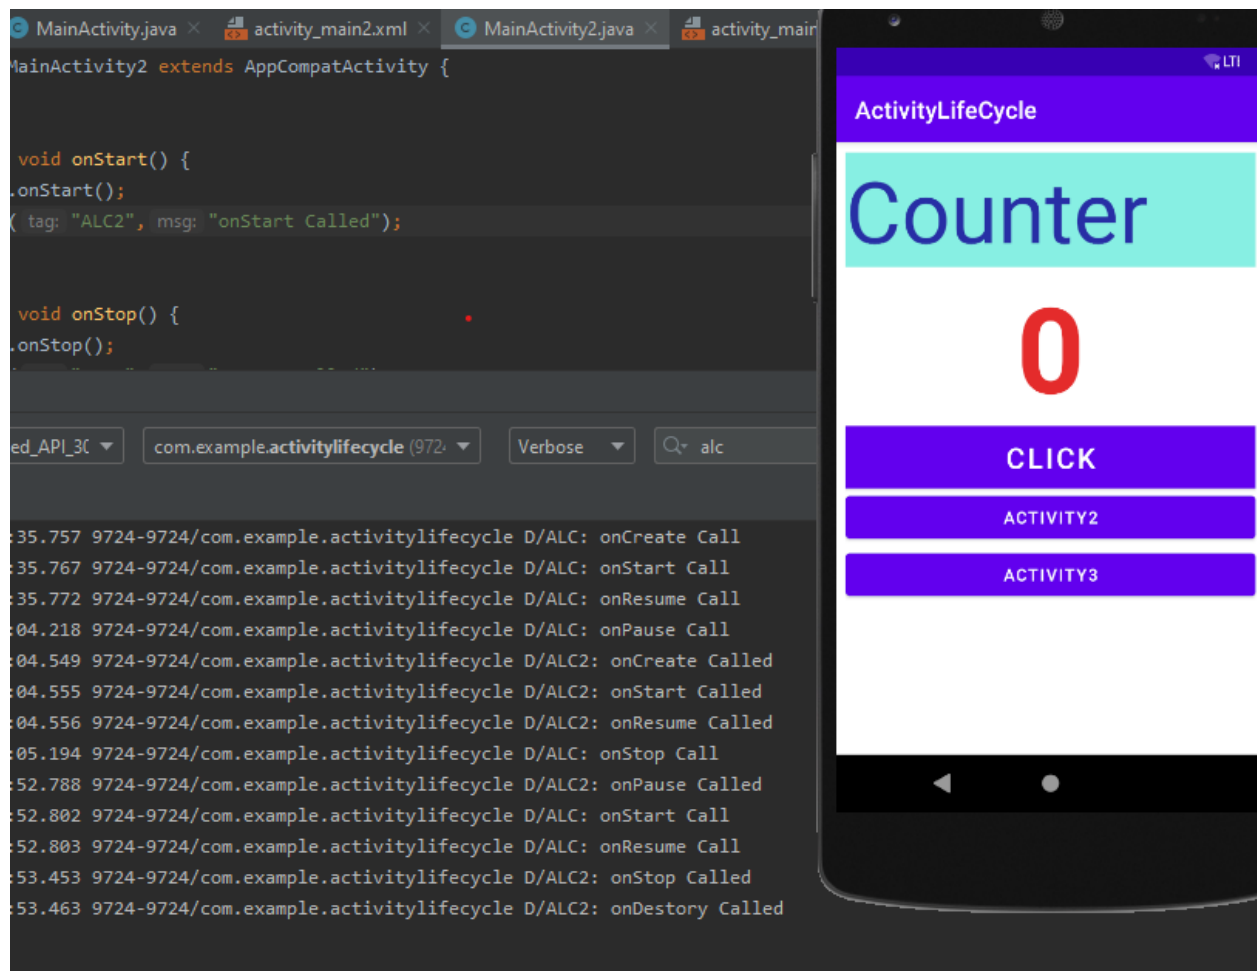 MainActivity.java
activity_main2.xml
MainActivity2.java
activity_main
MainActivity2 extends AppCompatActivity {
void onStart() {
.onStart();
( tag: "ALC2", msg: "onStart Called");
void onStop() {
.onStop();
ed_API_30
com.example.activitylifecycle (972
Verbose
alc
:35.757 9724-9724/com.example.activitylifecycle D/ALC: onCreate Call
:35.767 9724-9724/com.example.activitylifecycle D/ALC: onStart Call
:35.772 9724-9724/com.example.activitylifecycle D/ALC: onResume Call
:04.218 9724-9724/com.example.activitylifecycle D/ALC: onPause Call
:04.549 9724-9724/com.example.activitylifecycle D/ALC2: onCreate Called
:04.555 9724-9724/com.example.activitylifecycle D/ALC2: onStart Called
:04.556 9724-9724/com.example.activitylifecycle D/ALC2: onResume Called
:05.194 9724-9724/com.example.activitylifecycle D/ALC: onStop Call
:52.788 9724-9724/com.example.activitylifecycle D/ALC2: onPause Called
:52.802 9724-9724/com.example.activitylifecycle D/ALC: onStart Call
:52.803 9724-9724/com.example.activitylifecycle D/ALC: onResume Call
:53.453 9724-9724/com.example.activitylifecycle D/ALC2: onStop Called
:53.463 9724-9724/com.example.activitylifecycle D/ALC2: onDestory Called
ActivityLifeCycle
Counter
0
CLICK
ACTIVITY2
ACTIVITY3